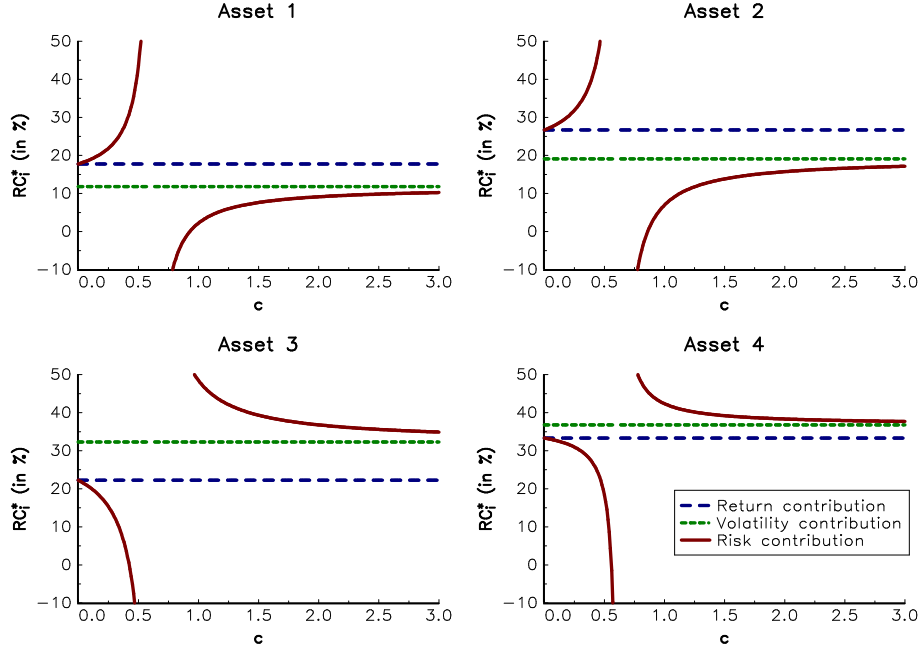 Asset 1
50
40
30
20
10
0
−10
RC*i (in %)
0.0 0.5 1.0 1.5 2.0 2.5 3.0
c
Asset 2
50
40
30
20
10
0
−10
RC*i (in %)
0.0 0.5 1.0 1.5 2.0 2.5 3.0
c
Asset 3
50
40
30
20
10
0
−10
RC*i (in %)
0.0 0.5 1.0 1.5 2.0 2.5 3.0
c
Asset 4
50
40
30
20
10
0
−10
RC*i (in %)
Return contribution
Volatility contribution
Risk contribution
0.0 0.5 1.0 1.5 2.0 2.5 3.0
c